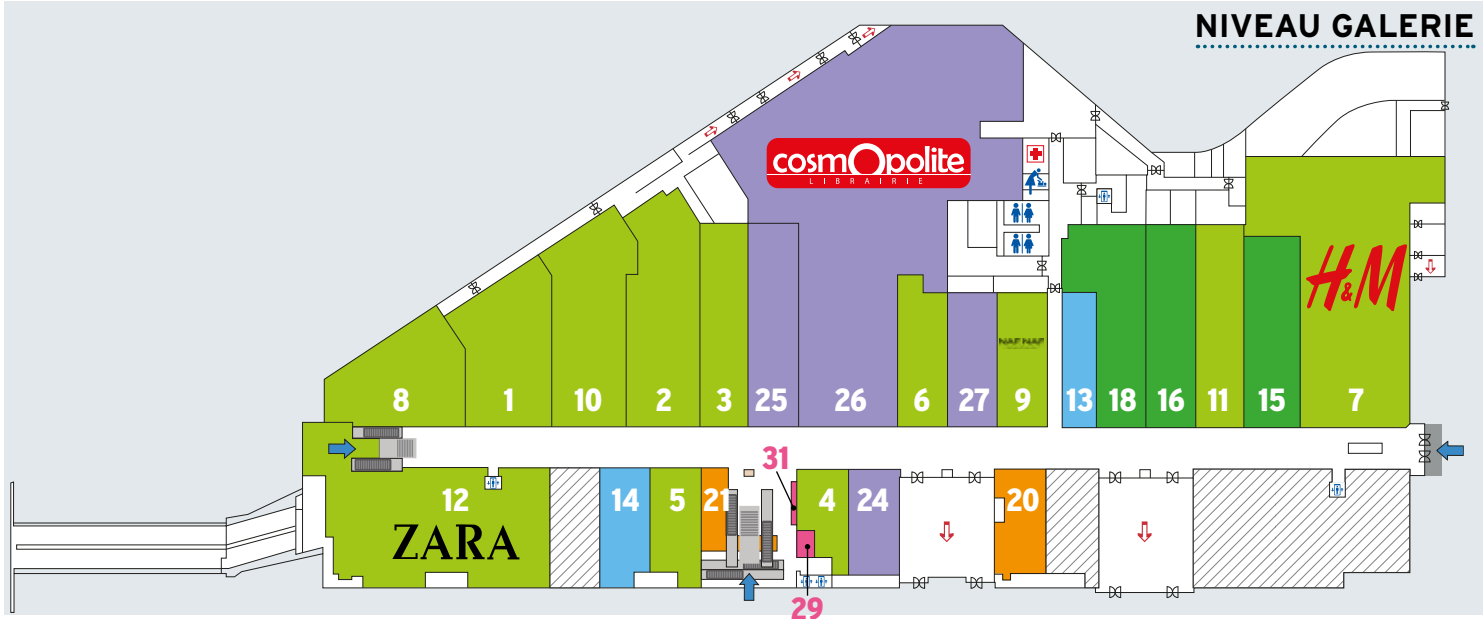 NIVEAU GALERIE
cosmopolite
LIBRAIRIE
H&M
NAF NAF
8 1 10 2 3 25 26 6 27 9 13 18 16 11 15 7
31
12 14 5 21 4 24 20
ZARA
29